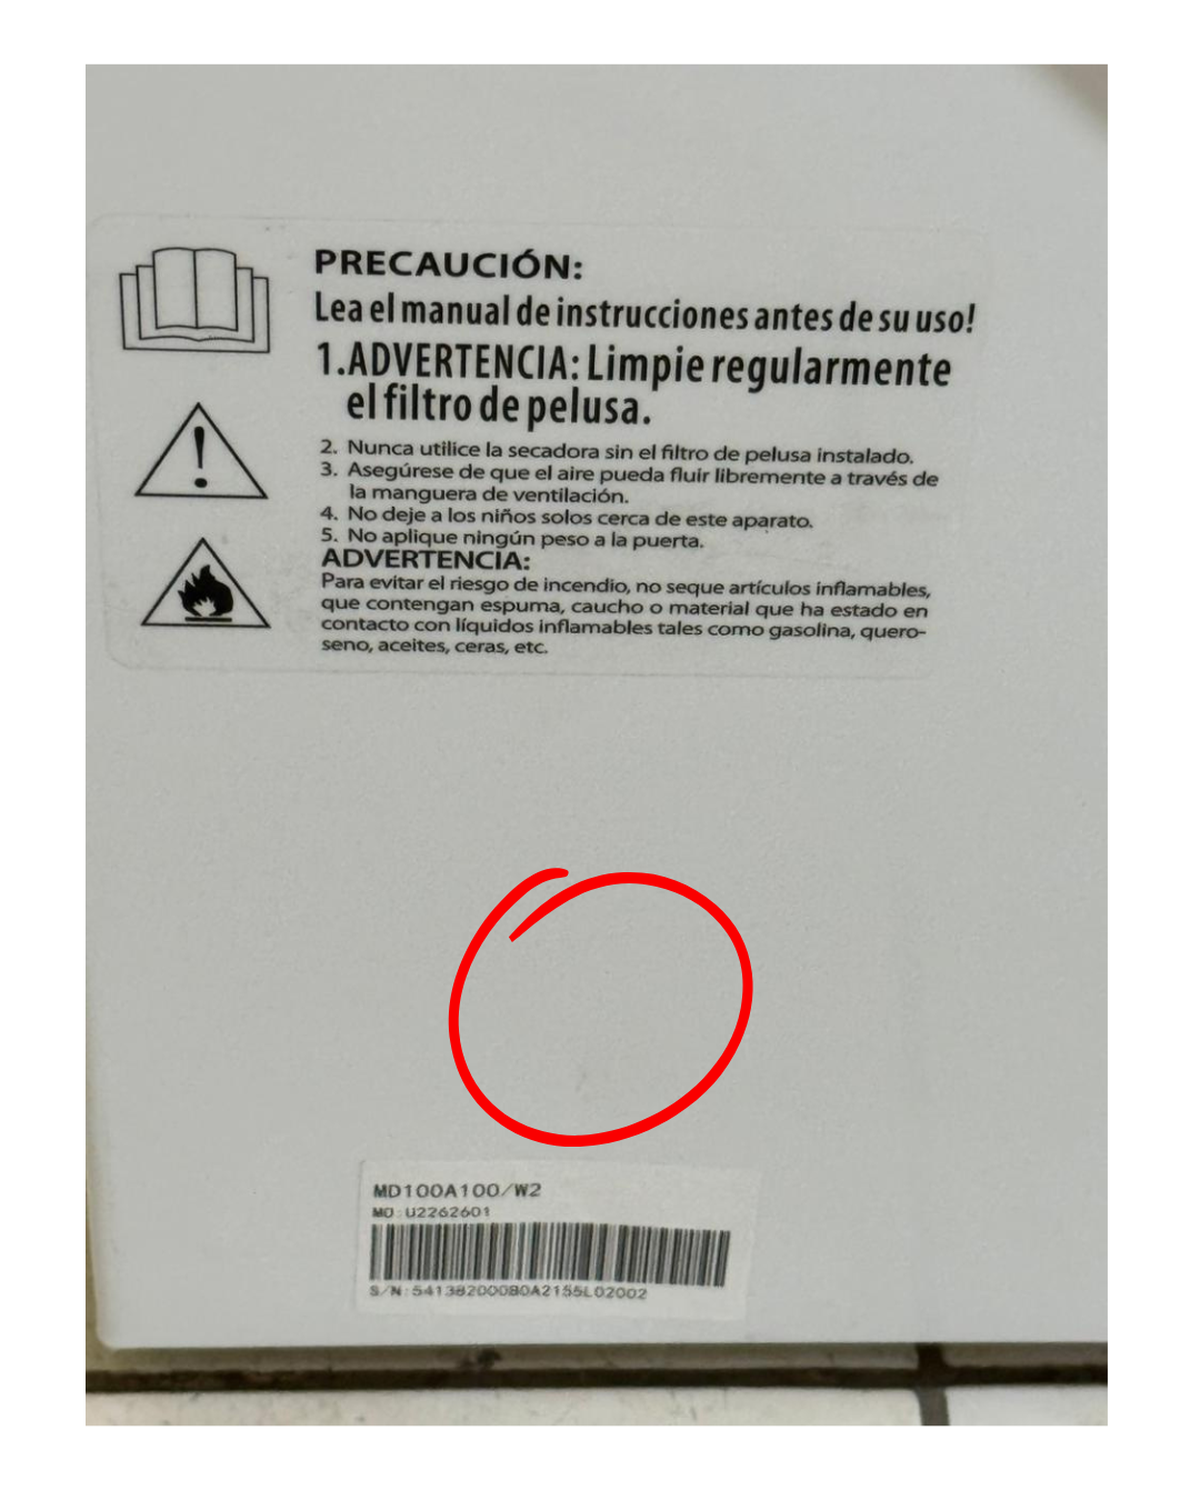 PRECAUCIÓN:
Lea el manual de instrucciones antes de su uso!
1.ADVERTENCIA: Limpie regularmente
el filtro de pelusa.
2. Nunca utilice la secadora sin el filtro de pelusa instalado.
3. Asegúrese de que el aire pueda fluir libremente a través de
la manguera de ventilación.
4. No deje a los niños solos cerca de este aparato.
5. No aplique ningún peso a la puerta.
ADVERTENCIA:
Para evitar el riesgo de incendio, no seque artículos inflamables,
que contengan espuma, caucho o material que ha estado en
contacto con líquidos inflamables tales como gasolina, quero-
seno, aceites, ceras, etc.
MD100A100/W2
MO:U2262601
S/N:541382000B0A2155L02002